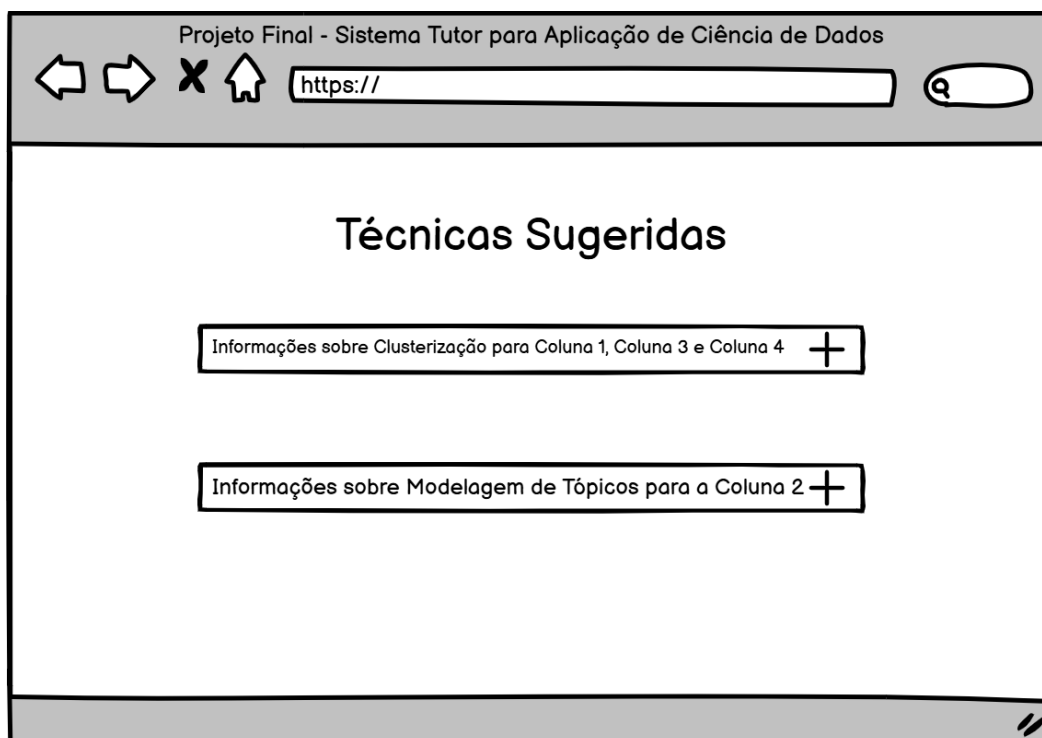 Projeto Final - Sistema Tutor para Aplicação de Ciência de Dados
https://
Técnicas Sugeridas
Informações sobre Clusterização para Coluna 1, Coluna 3 e Coluna 4
Informações sobre Modelagem de Tópicos para a Coluna 2